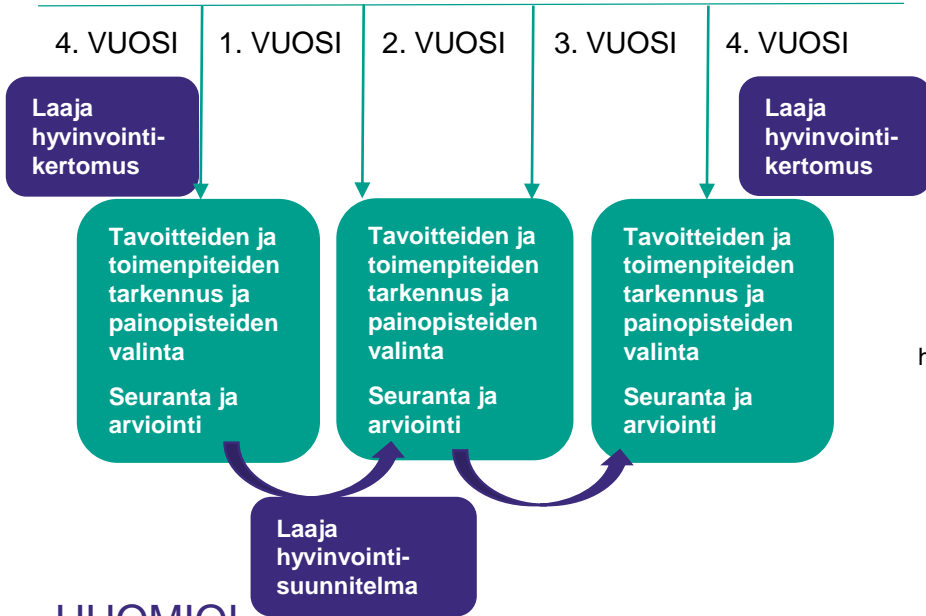 4. VUOSI
1. VUOSI
2. VUOSI
3. VUOSI
4. VUOSI
Laaja
hyvinvointi-
kertomus
Laaja
hyvinvointi-
kertomus
Tavoitteiden ja
toimenpiteiden
tarkennus ja
painopisteiden
valinta
Seuranta ja
arviointi
Tavoitteiden ja
toimenpiteiden
tarkennus ja
painopisteiden
valinta
Seuranta ja
arviointi
Tavoitteiden ja
toimenpiteiden
tarkennus ja
painopisteiden
valinta
Seuranta ja
arviointi
Laaja
hyvinvointi-
suunnitelma